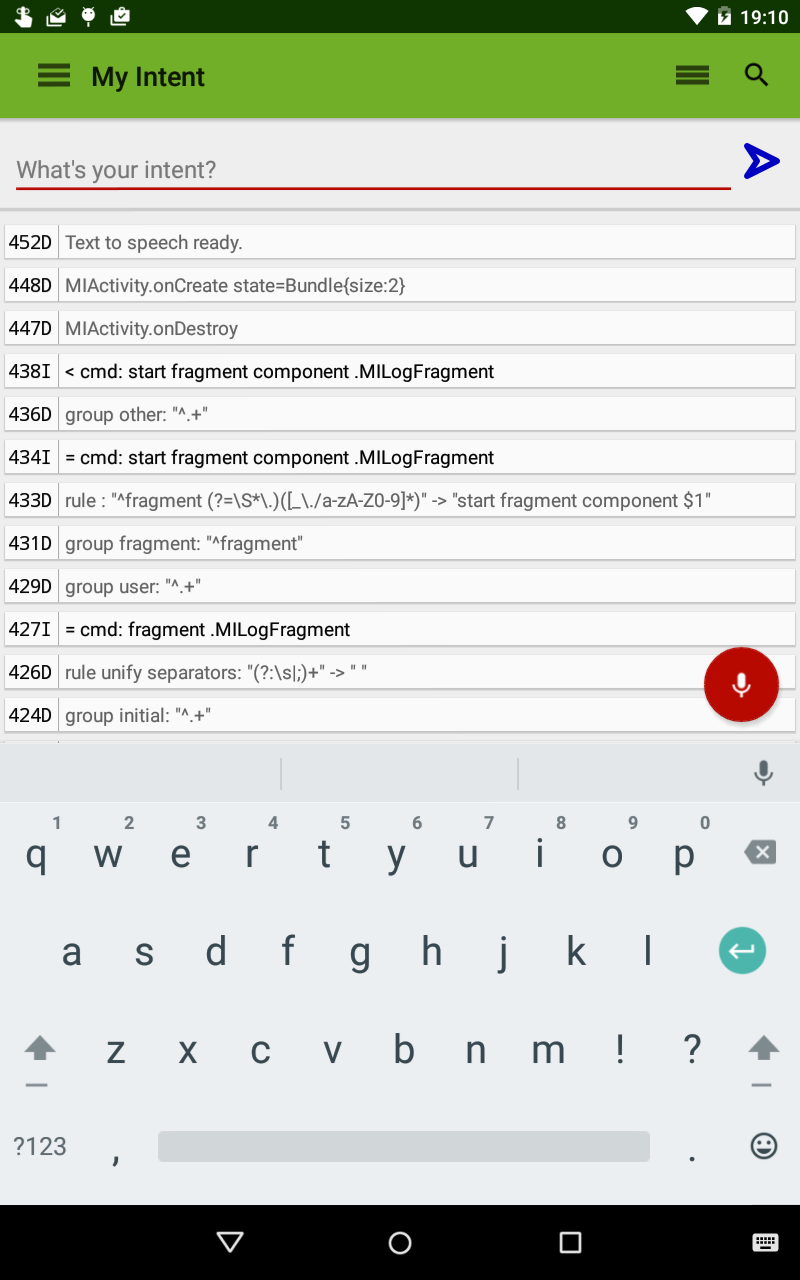 19:10
My Intent
What's your intent?
452D Text to speech ready.
448D MIActivity.onCreate state=Bundle{size:2}
447D MIActivity.onDestroy
438I < cmd: start fragment component .MILogFragment
436D group other: "^.+"
434I = cmd: start fragment component .MILogFragment
433D rule : "^fragment (?=\S*\.)([_\./a-zA-Z0-9]*)" -> "start fragment component $1"
431D group fragment: "^fragment"
429D group user: "^.+"
427I = cmd: fragment .MILogFragment
426D rule unify separators: "(?:\s|;)+" -> " "
424D group initial: "^.+"
1 2 3 4 5 6 7 8 9 0
q w e r t y u i o p
a s d f g h j k l
z x c v b n m ! ?
?123 , .